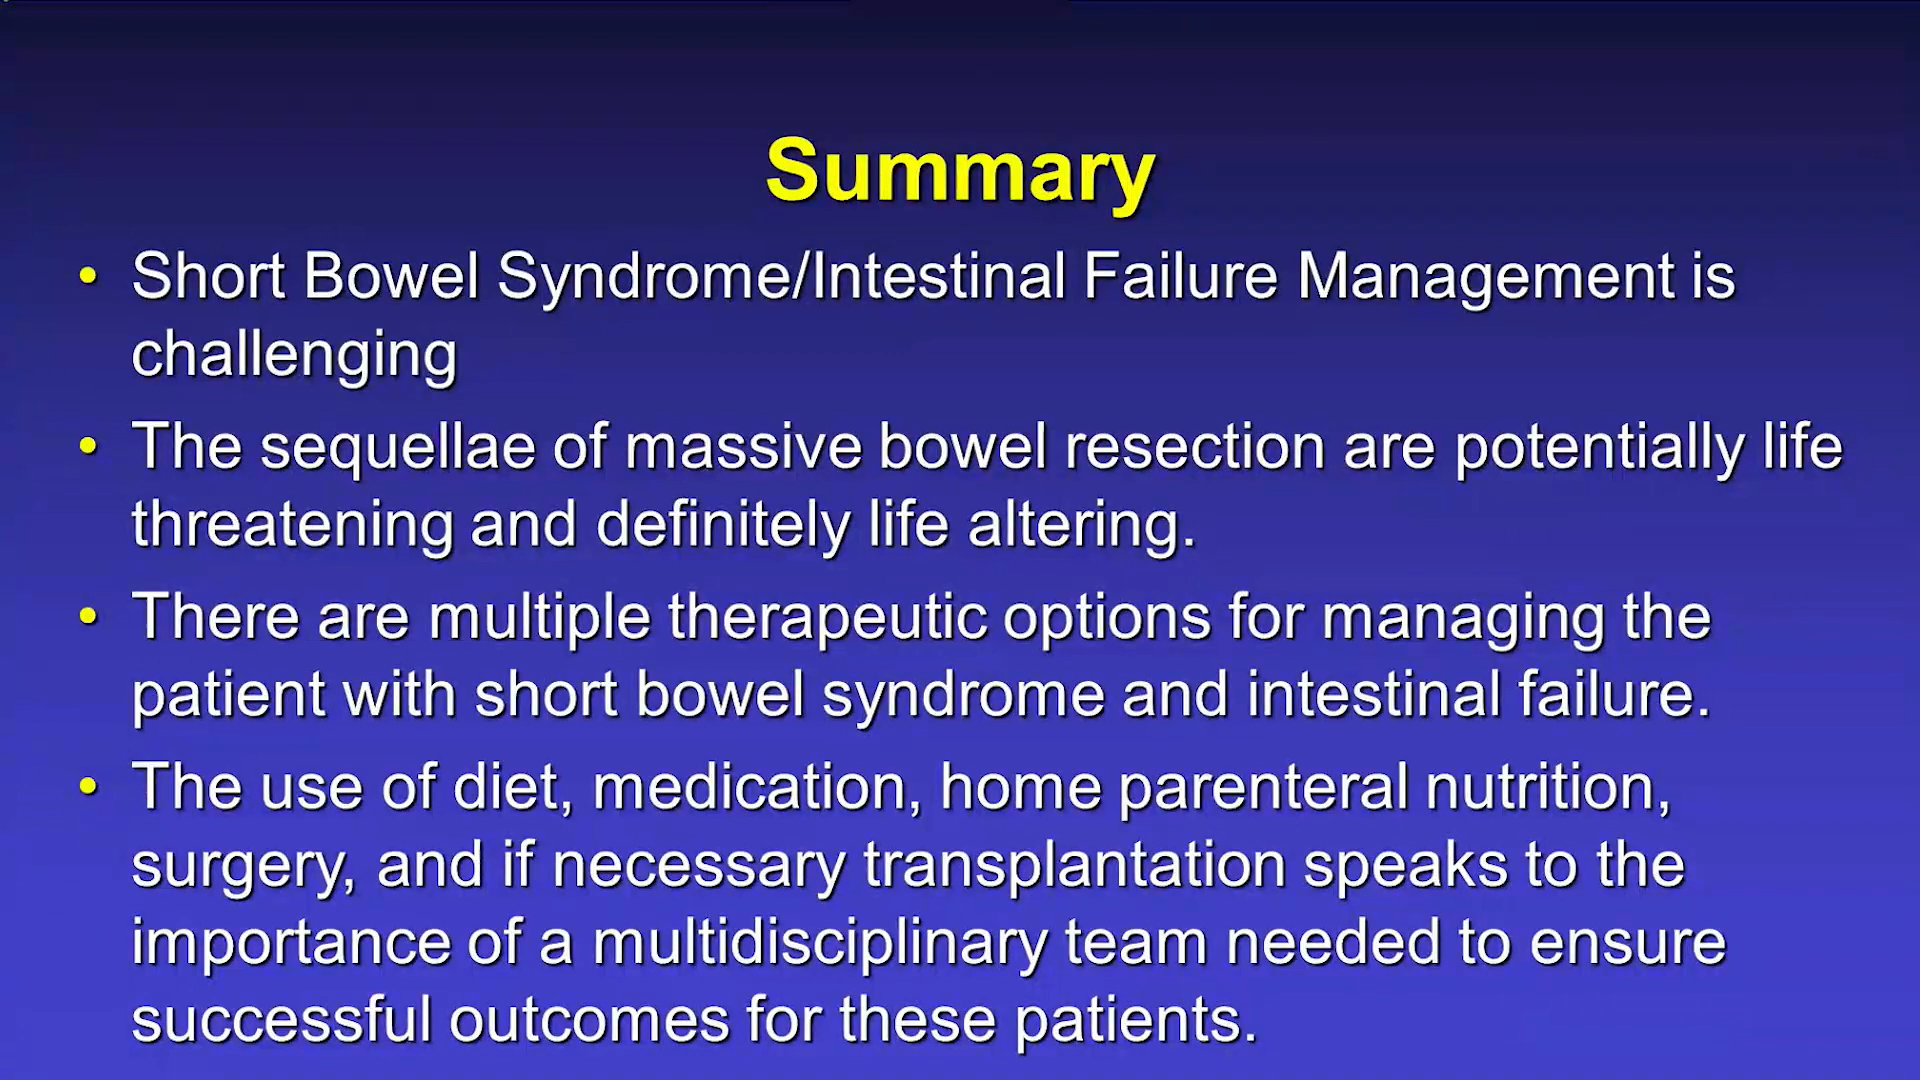 Summary
• Short Bowel Syndrome/Intestinal Failure Management is
challenging
• The sequellae of massive bowel resection are potentially life
threatening and definitely life altering.
• There are multiple therapeutic options for managing the
patient with short bowel syndrome and intestinal failure.
• The use of diet, medication, home parenteral nutrition,
surgery, and if necessary transplantation speaks to the
importance of a multidisciplinary team needed to ensure
successful outcomes for these patients.